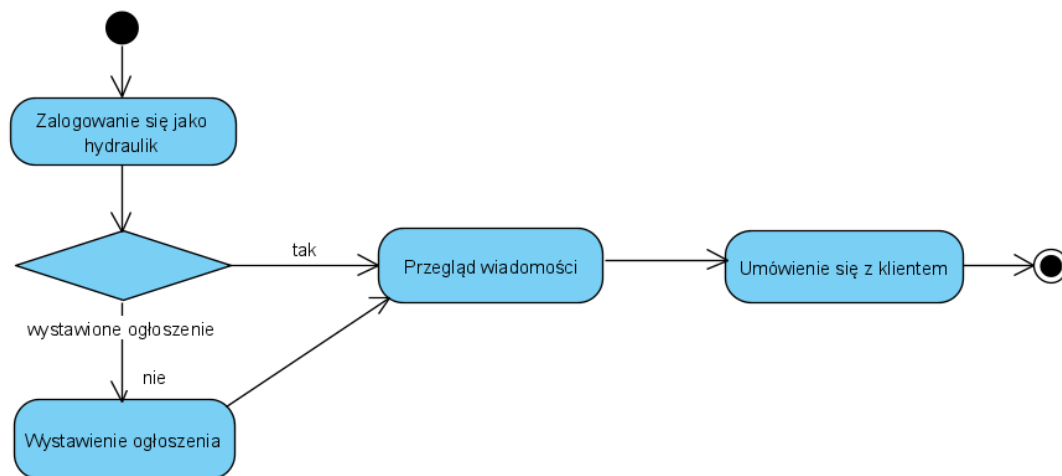 Zalogowanie się jako
hydraulik
tak
Przegląd wiadomości
Umówienie się z klientem
wystawione ogłoszenie
nie
Wystawienie ogłoszenia